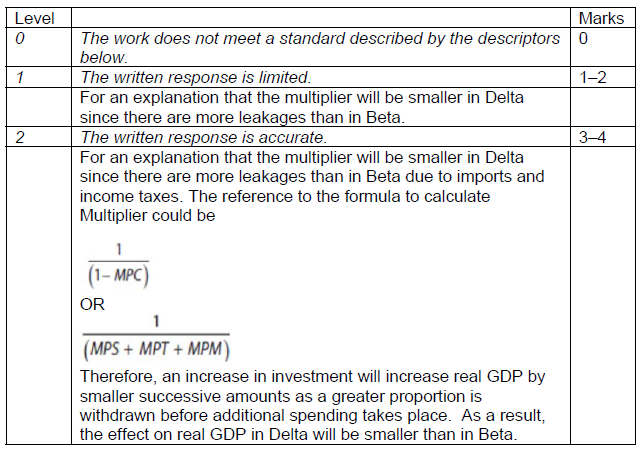 Level Marks
0 The work does not meet a standard described by the descriptors 0
below.
1 The written response is limited. 1–2
For an explanation that the multiplier will be smaller in Delta
since there are more leakages than in Beta.
2 The written response is accurate. 3–4
For an explanation that the multiplier will be smaller in Delta
since there are more leakages than in Beta due to imports and
income taxes. The reference to the formula to calculate
Multiplier could be
1
(1– MPC)
OR
1
(MPS + MPT + MPM)
Therefore, an increase in investment will increase real GDP by
smaller successive amounts as a greater proportion is
withdrawn before additional spending takes place. As a result,
the effect on real GDP in Delta will be smaller than in Beta.